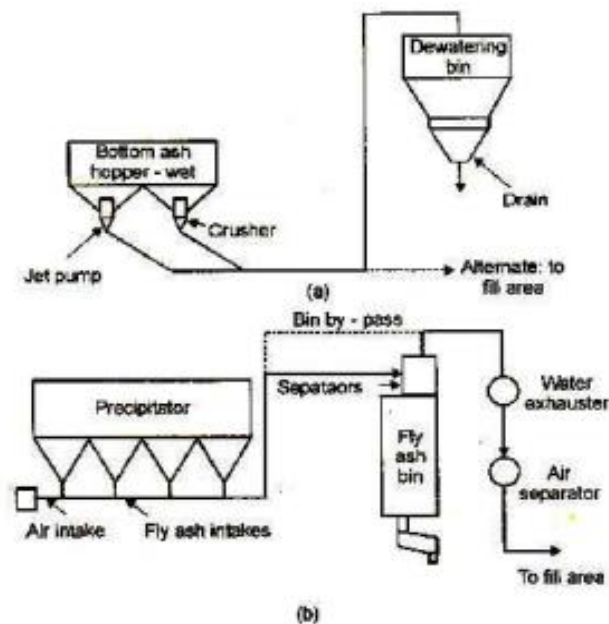 Dewatering
bin
Bottom ash
hopper - wet
Crusher
Jet pump
Drain
Alternate: to
fill area
(a)
Bin by - pass
Precipitator
Sepataors
Water
exhauster
Fly
ash
bin
Air
separator
Air intake
Fly ash intakes
To fill area
(b)